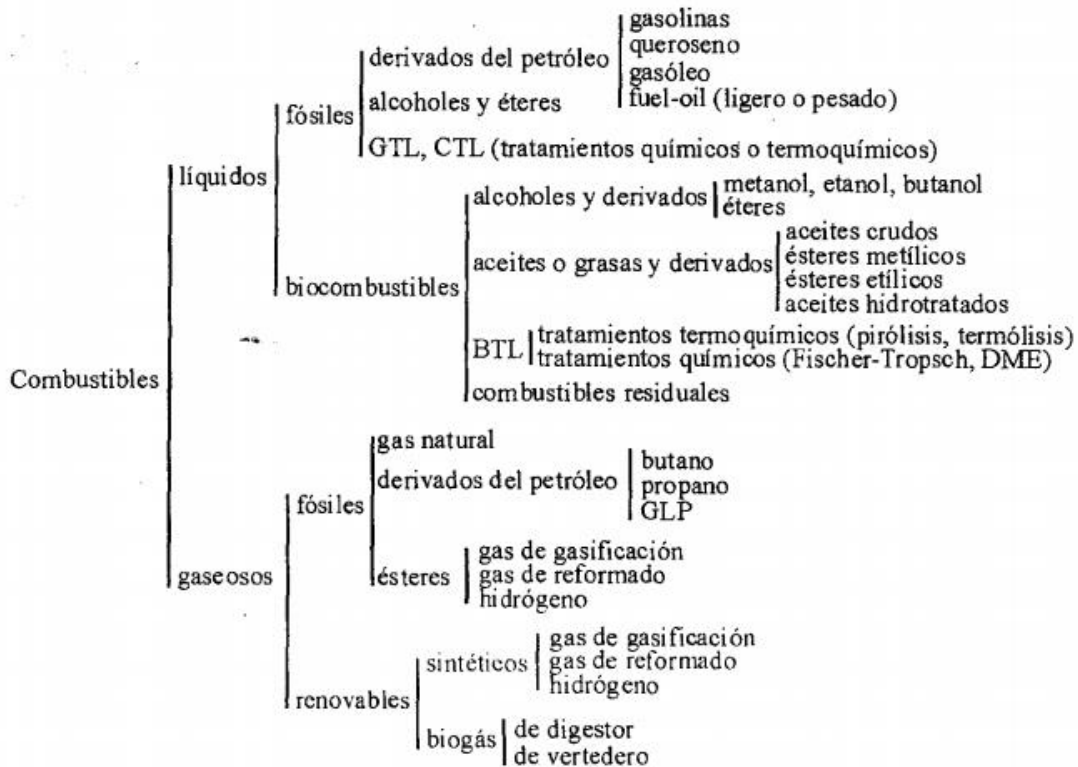 Combustibles
líquidos
fósiles
derivados del petróleo
gasolinas
queroseno
gasóleo
fuel-oil (ligero o pesado)
alcoholes y éteres
GTL, CTL (tratamientos químicos o termoquímicos)
biocombustibles
alcoholes y derivados
metanol, etanol, butanol
éteres
aceites o grasas y derivados
aceites crudos
ésteres metílicos
ésteres etílicos
aceites hidrotratados
BTL
tratamientos termoquímicos (pirólisis, termólisis)
tratamientos químicos (Fischer-Tropsch, DME)
combustibles residuales
gaseosos
fósiles
gas natural
derivados del petróleo
butano
propano
GLP
ésteres
gas de gasificación
gas de reformado
hidrógeno
renovables
sintéticos
gas de gasificación
gas de reformado
hidrógeno
biogás
de digestor
de vertedero